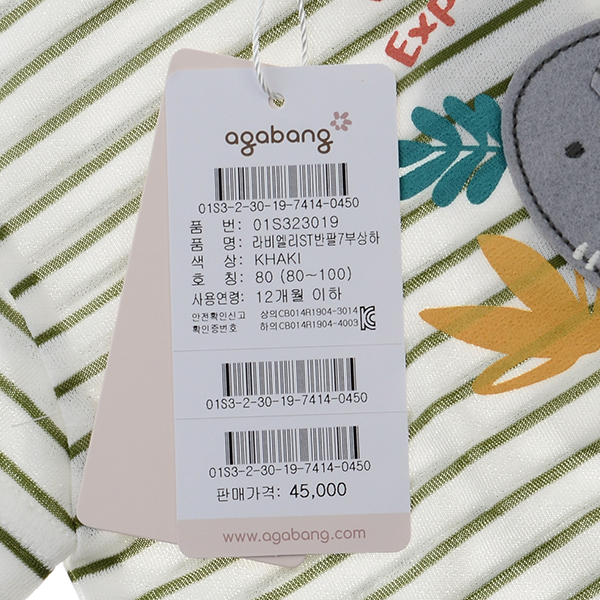 Exp
agabang
01S3-2-30-19-7414-0450
품 번: 01S323019
품 명: 라비엘리ST반팔7부상하
색 상: KHAKI
호 칭: 80 (80~100)
사용연령: 12개월 이하
안전확인신고 상의CB014R1904-3014
확인증번호 하의CB014R1904-4003
01S3-2-30-19-7414-0450
01S3-2-30-19-7414-0450
판매가격: 45,000
www.agabang.com